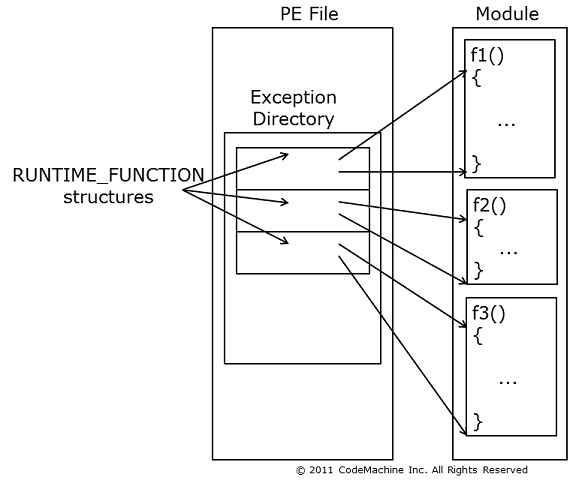 PE File
Module
Exception
Directory
RUNTIME_FUNCTION
structures
f1()
{
...
}
f2()
{
...
}
f3()
{
...
}
© 2011 CodeMachine Inc. All Rights Reserved